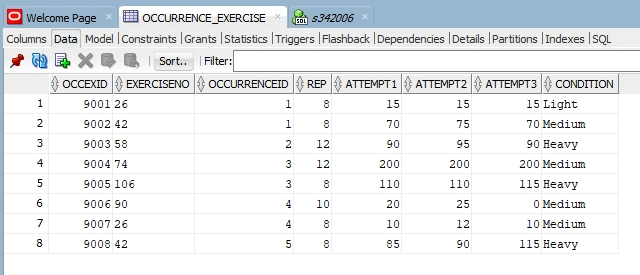 Welcome Page OCCURRENCE_EXERCISE s342006
Columns Data Model Constraints Grants Statistics Triggers Flashback Dependencies Details Partitions Indexes SQL
Sort.. Filter:
OCCEXID EXERCISENO OCCURRENCEID REP ATTEMPT1 ATTEMPT2 ATTEMPT3 CONDITION
1 9001 26 1 8 15 15 15 Light
2 9002 42 1 8 70 75 70 Medium
3 9003 58 2 12 90 95 90 Heavy
4 9004 74 3 12 200 200 200 Medium
5 9005 106 3 8 110 110 115 Heavy
6 9006 90 4 10 20 25 0 Medium
7 9007 26 4 8 10 12 10 Medium
8 9008 42 5 8 85 90 115 Heavy